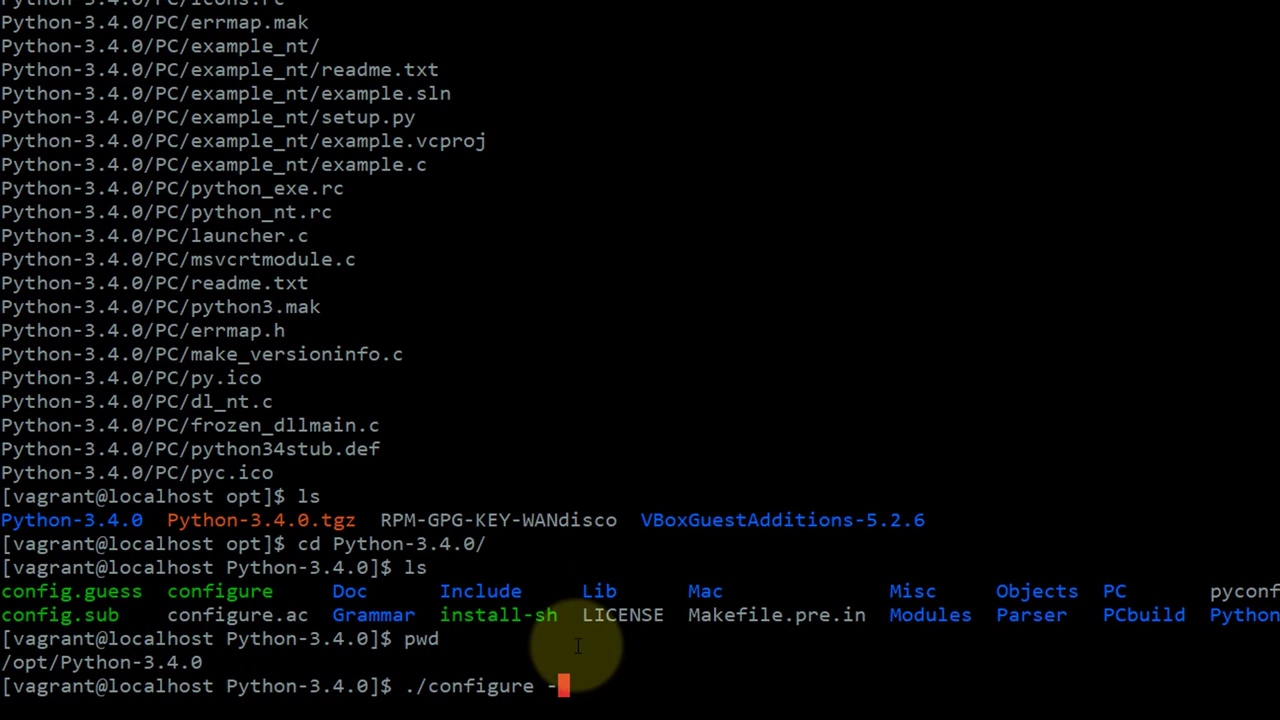 Python-3.4.0/PC/icons.rc
Python-3.4.0/PC/errmap.mak
Python-3.4.0/PC/example_nt/
Python-3.4.0/PC/example_nt/readme.txt
Python-3.4.0/PC/example_nt/example.sln
Python-3.4.0/PC/example_nt/setup.py
Python-3.4.0/PC/example_nt/example.vcproj
Python-3.4.0/PC/example_nt/example.c
Python-3.4.0/PC/python_exe.rc
Python-3.4.0/PC/python_nt.rc
Python-3.4.0/PC/launcher.c
Python-3.4.0/PC/msvcrtmodule.c
Python-3.4.0/PC/readme.txt
Python-3.4.0/PC/python3.mak
Python-3.4.0/PC/errmap.h
Python-3.4.0/PC/make_versioninfo.c
Python-3.4.0/PC/py.ico
Python-3.4.0/PC/dl_nt.c
Python-3.4.0/PC/frozen_dllmain.c
Python-3.4.0/PC/python34stub.def
Python-3.4.0/PC/pyc.ico
[vagrant@localhost opt]$ ls
Python-3.4.0 Python-3.4.0.tgz RPM-GPG-KEY-WANdisco VBoxGuestAdditions-5.2.6
[vagrant@localhost opt]$ cd Python-3.4.0/
[vagrant@localhost Python-3.4.0]$ ls
config.guess configure Doc Include Lib Mac Misc Objects PC pyconf
config.sub configure.ac Grammar install-sh LICENSE Makefile.pre.in Modules Parser PCbuild Python
[vagrant@localhost Python-3.4.0]$ pwd
/opt/Python-3.4.0
[vagrant@localhost Python-3.4.0]$ ./configure -